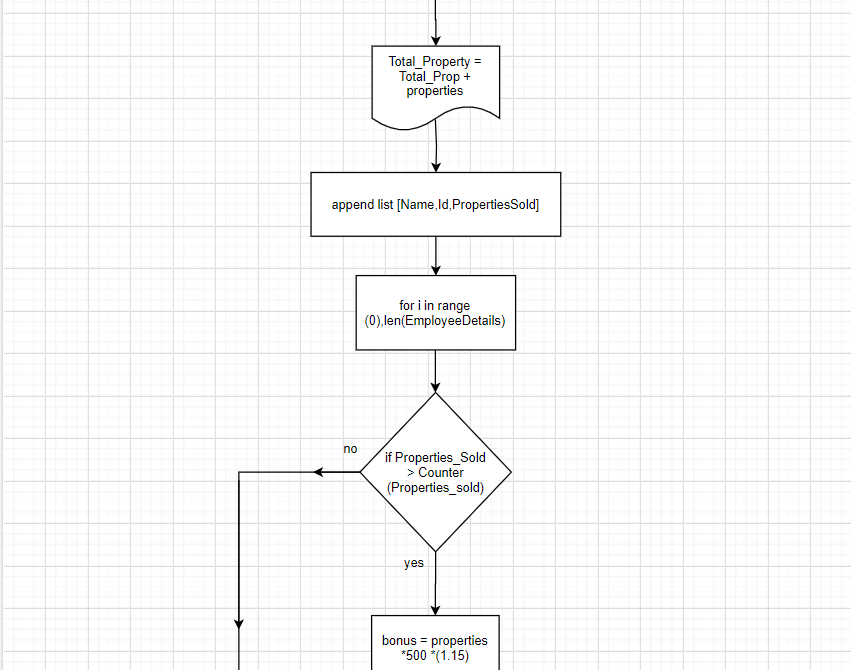 Total_Property =
Total_Prop +
properties
append list [Name,Id,PropertiesSold]
for i in range
(0),len(EmployeeDetails)
no
if Properties_Sold
> Counter
(Properties_sold)
yes
bonus = properties
*500 *(1.15)